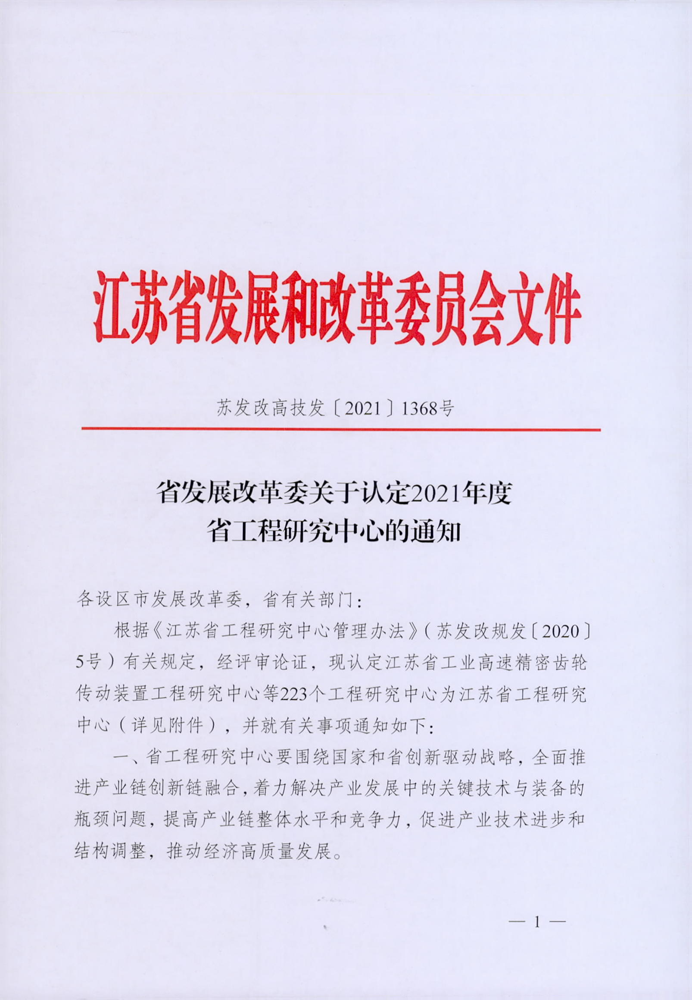 江苏省发展和改革委员会文件
苏发改高技发〔2021〕1368号
省发展改革委关于认定2021年度
省工程研究中心的通知
各设区市发展改革委，省有关部门：
根据《江苏省工程研究中心管理办法》（苏发改规发〔2020〕
5号）有关规定，经评审论证，现认定江苏省工业高速精密齿轮
传动装置工程研究中心等223个工程研究中心为江苏省工程研究
中心（详见附件），并就有关事项通知如下：
一、省工程研究中心要围绕国家和省创新驱动战略，全面推
进产业链创新链融合，着力解决产业发展中的关键技术与装备的
瓶颈问题，提高产业链整体水平和竞争力，促进产业技术进步和
结构调整，推动经济高质量发展。
— 1 —